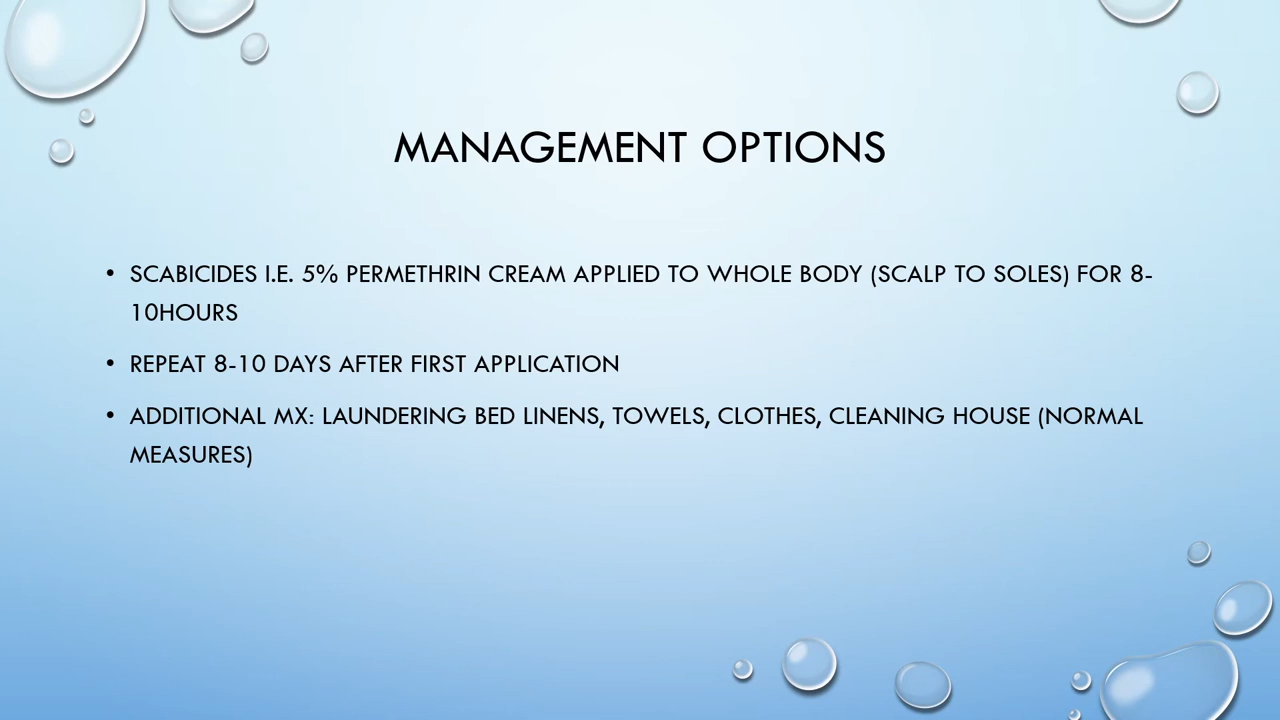 MANAGEMENT OPTIONS
• SCABICIDES I.E. 5% PERMETHRIN CREAM APPLIED TO WHOLE BODY (SCALP TO SOLES) FOR 8-
10HOURS
• REPEAT 8-10 DAYS AFTER FIRST APPLICATION
• ADDITIONAL MX: LAUNDERING BED LINENS, TOWELS, CLOTHES, CLEANING HOUSE (NORMAL
MEASURES)